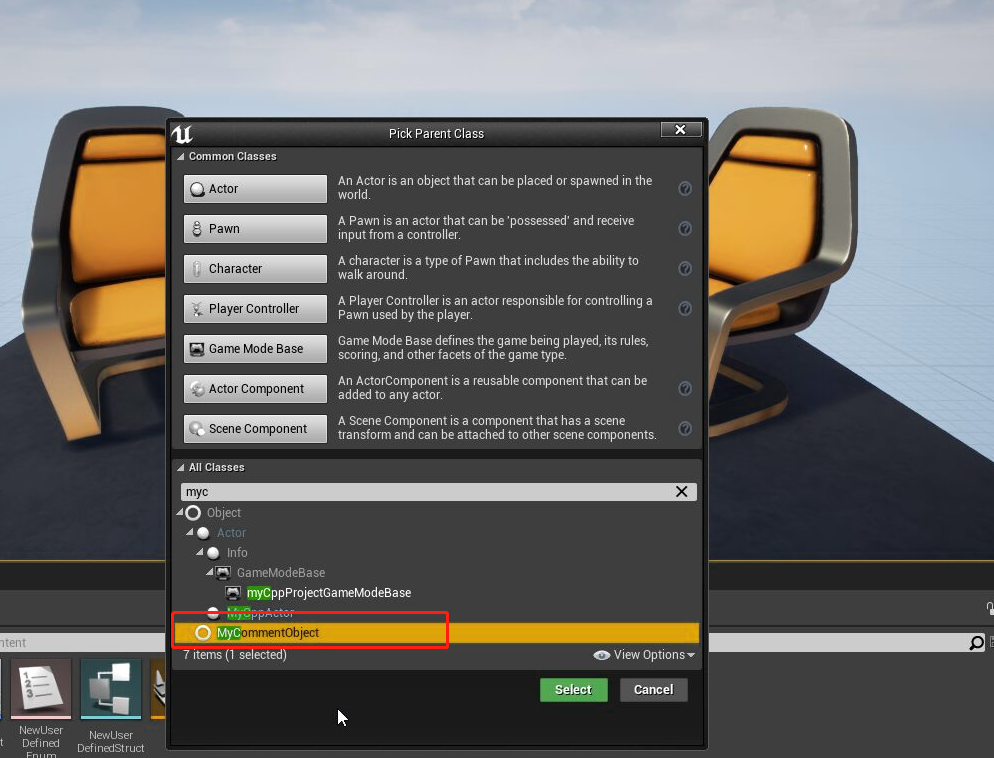 Pick Parent Class
Common Classes
Actor
An Actor is an object that can be placed or spawned in the
world.
Pawn
A Pawn is an actor that can be 'possessed' and receive
input from a controller.
Character
A character is a type of Pawn that includes the ability to
walk around.
Player Controller
A Player Controller is an actor responsible for controlling a
Pawn used by the player.
Game Mode Base
Game Mode Base defines the game being played, its rules,
scoring, and other facets of the game type.
Actor Component
An ActorComponent is a reusable component that can be
added to any actor.
Scene Component
A Scene Component is a component that has a scene
transform and can be attached to other scene components.
All Classes
myc
Object
Actor
Info
GameModeBase
myCppProjectGameModeBase
MyCppActor
MyCommentObject
7 items (1 selected)
View Options
Select
Cancel
NewUser
Defined
Enum
NewUser
DefinedStruct